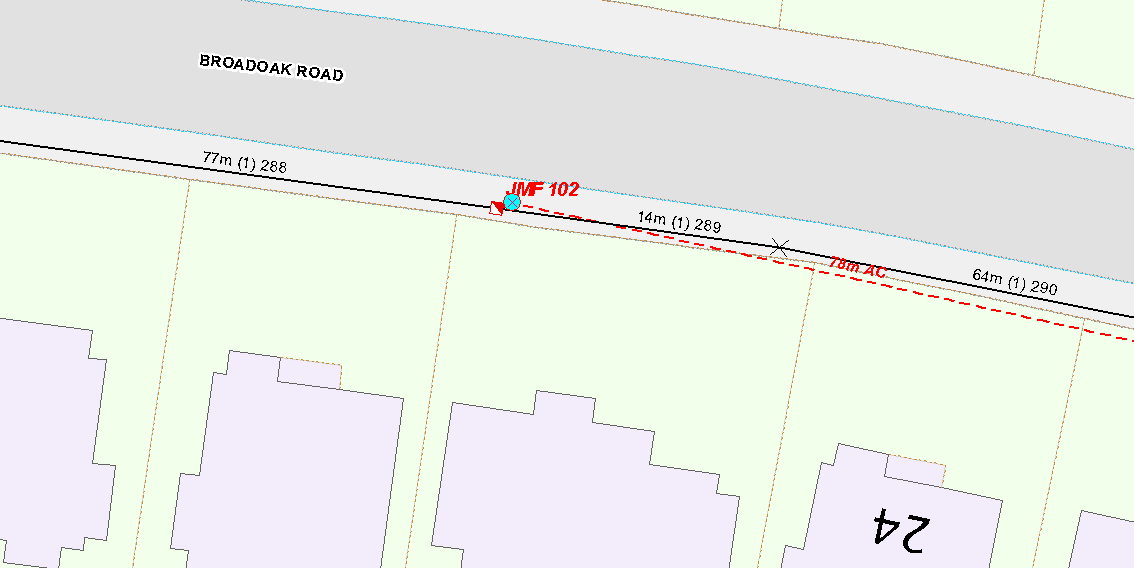 BROADOAK ROAD
77m (1) 288
JMF 102
14m (1) 289
78m AC
64m (1) 290
24